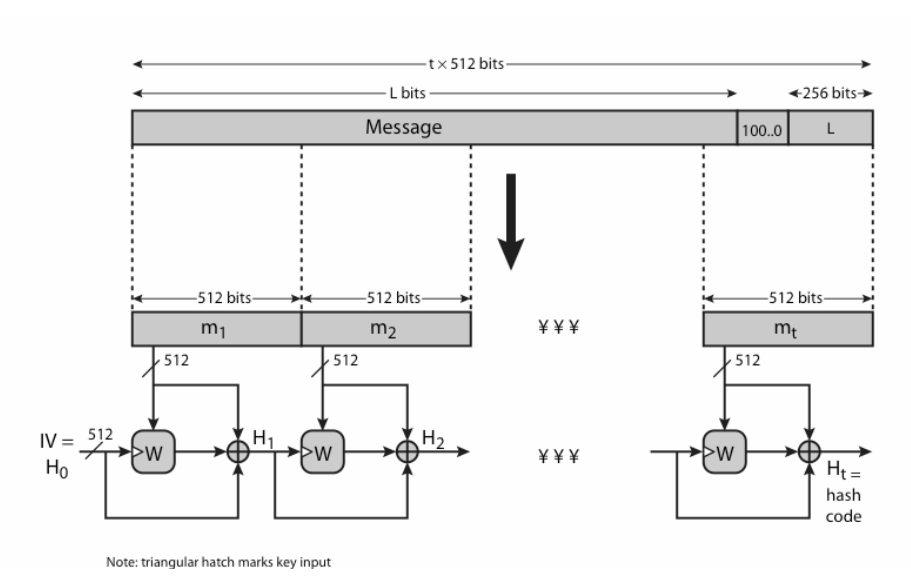 t × 512 bits
L bits
256 bits
Message
100..0
L
512 bits
512 bits
512 bits
m1
m2
¥ ¥ ¥
mt
512
512
512
IV =
H0
512
W
H1
W
H2
¥ ¥ ¥
W
Ht =
hash
code
Note: triangular hatch marks key input